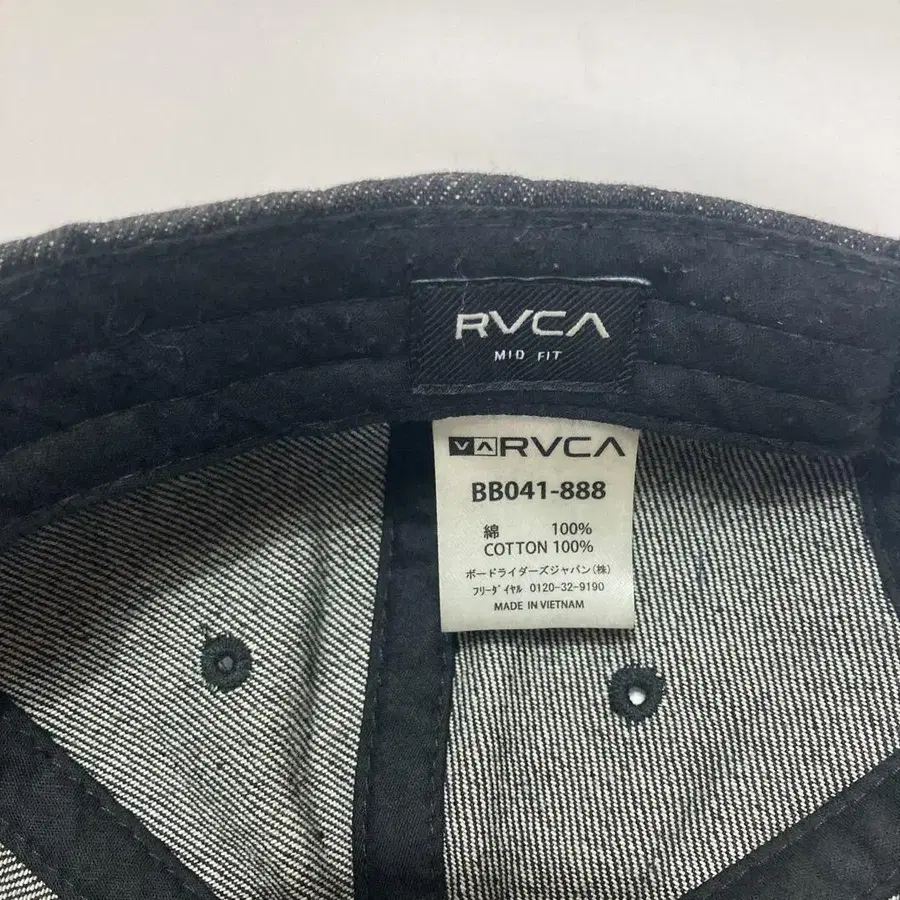 RVCA
MID FIT
VA RVCA
BB041-888
綿 100%
COTTON 100%
ボードライダーズジャパン(株)
フリーダイヤル 0120-32-9190
MADE IN VIETNAM